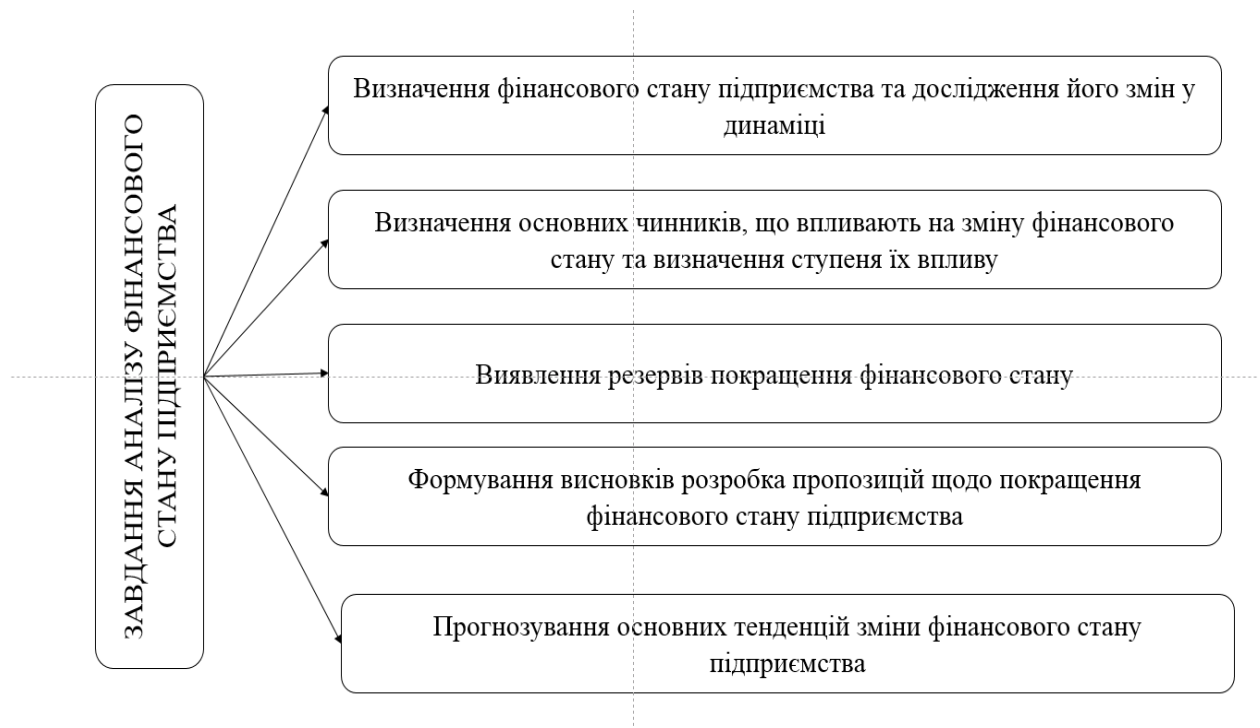 ЗАВДАННЯ АНАЛІЗУ ФІНАНСОВОГО
СТАНУ ПІДПРИЄМСТВА
Визначення фінансового стану підприємства та дослідження його змін у
динаміці
Визначення основних чинників, що впливають на зміну фінансового
стану та визначення ступеня їх впливу
Виявлення резервів покращення фінансового стану
Формування висновків розробка пропозицій щодо покращення
фінансового стану підприємства
Прогнозування основних тенденцій зміни фінансового стану
підприємства